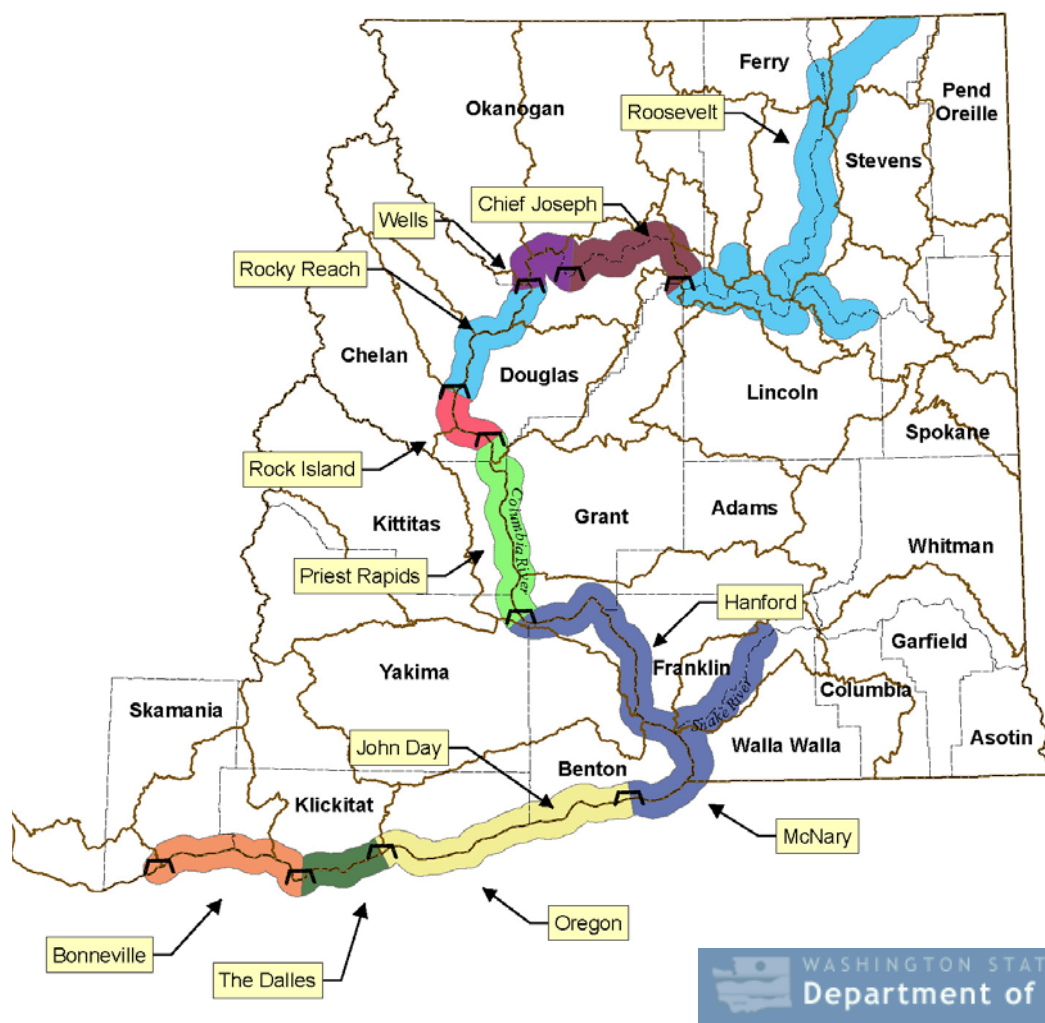 Ferry
Pend
Oreille
Okanogan
Roosevelt
Stevens
Chief Joseph
Wells
Rocky Reach
Chelan
Douglas
Lincoln
Spokane
Rock Island
Columbia River
Grant
Adams
Kittitas
Whitman
Priest Rapids
Hanford
Garfield
Franklin
Yakima
Columbia
Skamania
Snake River
Walla Walla
Asotin
John Day
Benton
Klickitat
McNary
Oregon
Bonneville
The Dalles
WASHINGTON STAT
Department of